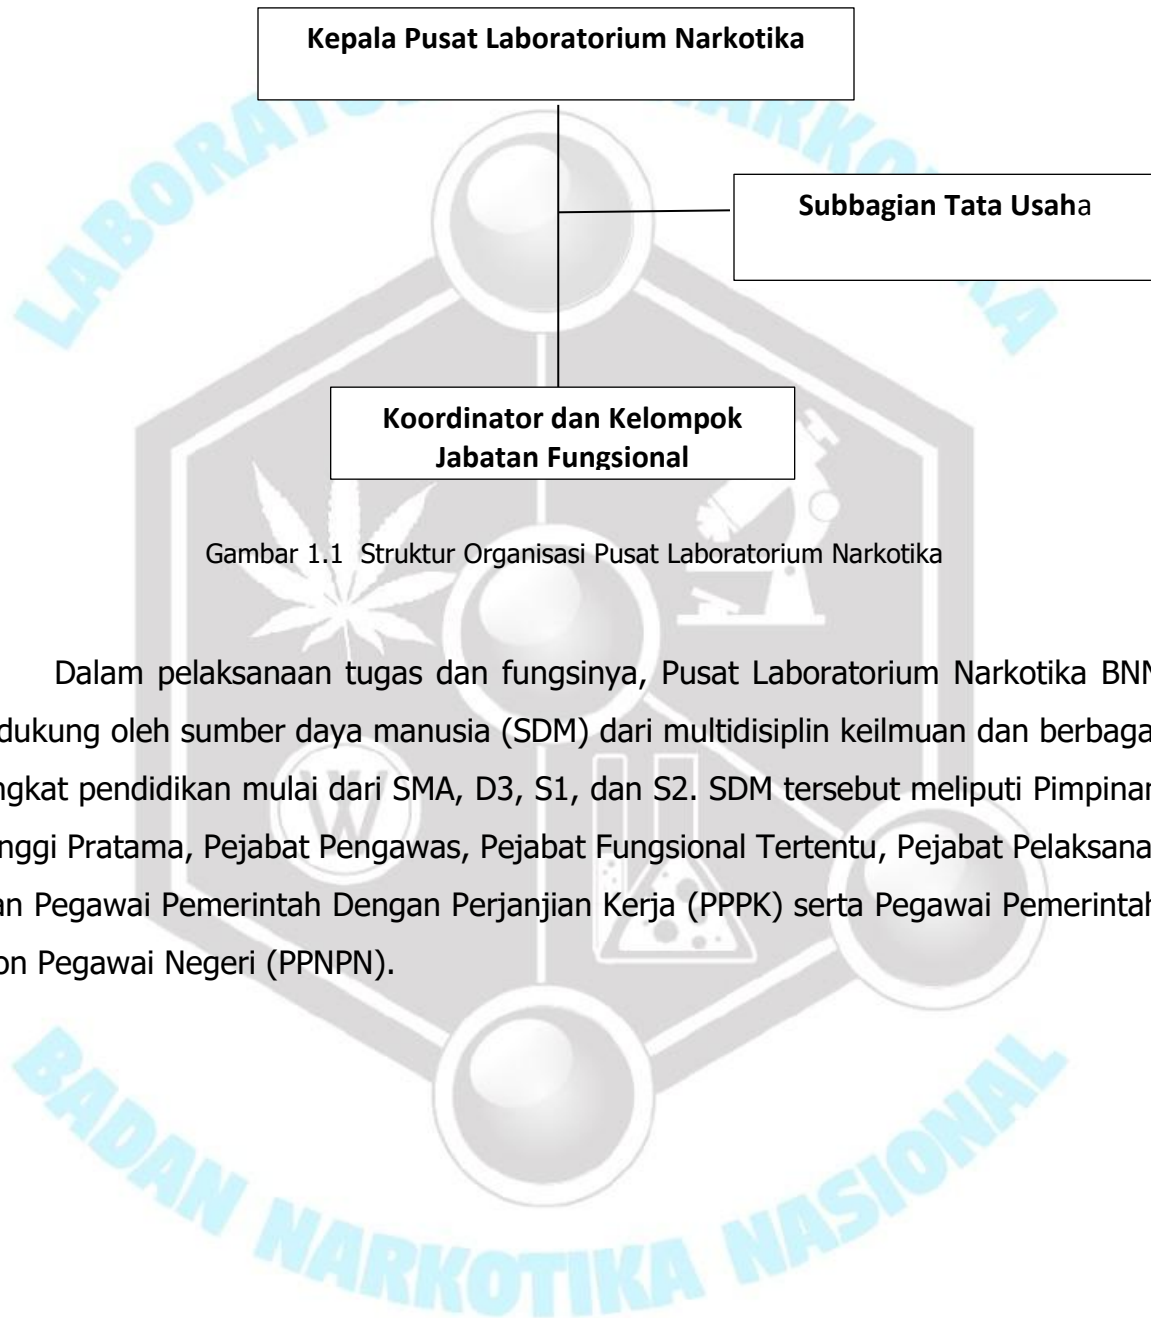 Kepala Pusat Laboratorium Narkotika
Subbagian Tata Usaha
Koordinator dan Kelompok
Jabatan Fungsional
Gambar 1.1 Struktur Organisasi Pusat Laboratorium Narkotika
Dalam pelaksanaan tugas dan fungsinya, Pusat Laboratorium Narkotika BNN
dukung oleh sumber daya manusia (SDM) dari multidisiplin keilmuan dan berbaga
ngkat pendidikan mulai dari SMA, D3, S1, dan S2. SDM tersebut meliputi Pimpinan
nggi Pratama, Pejabat Pengawas, Pejabat Fungsional Tertentu, Pejabat Pelaksana
an Pegawai Pemerintah Dengan Perjanjian Kerja (PPPK) serta Pegawai Pemerintah
on Pegawai Negeri (PPNPN).
W
BADAN NARKOTIKA NASIONAL